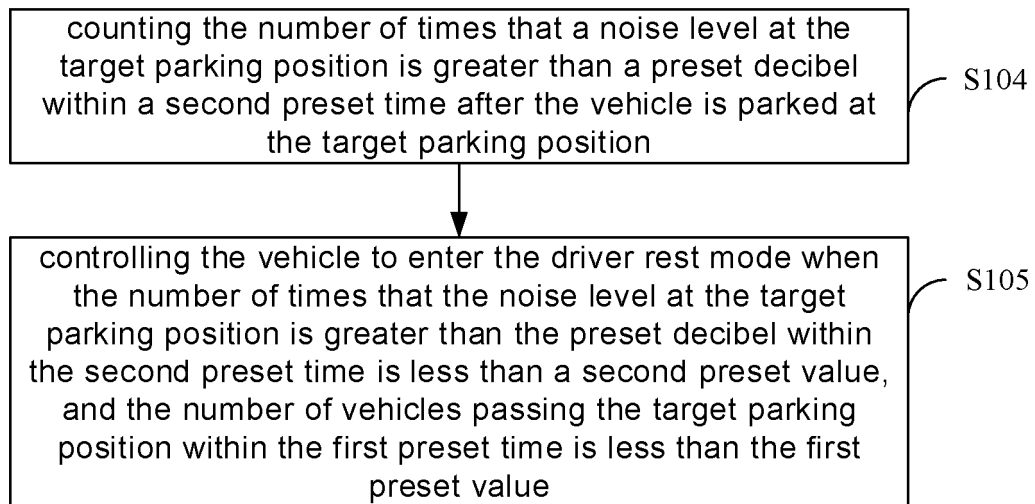 counting the number of times that a noise level at the
target parking position is greater than a preset decibel
within a second preset time after the vehicle is parked at
the target parking position
S104
controlling the vehicle to enter the driver rest mode when
the number of times that the noise level at the target
parking position is greater than the preset decibel within
the second preset time is less than a second preset value,
and the number of vehicles passing the target parking
position within the first preset time is less than the first
preset value
S105